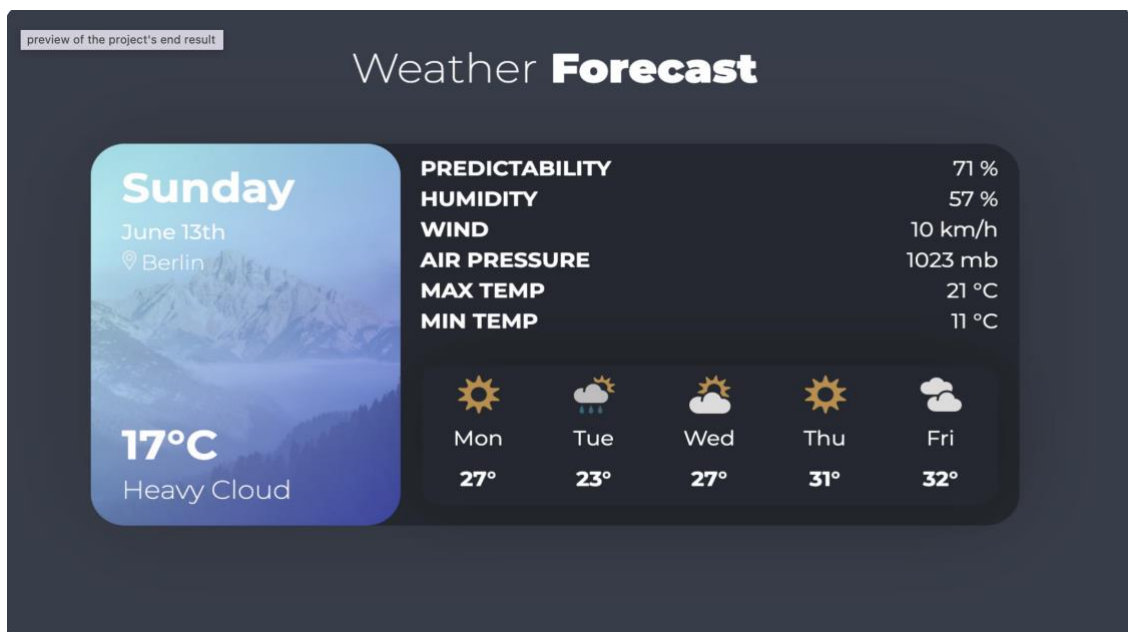 preview of the project's end result
Weather Forecast
Sunday
June 13th
Berlin
17°C
Heavy Cloud
PREDICTABILITY 71 %
HUMIDITY 57 %
WIND 10 km/h
AIR PRESSURE 1023 mb
MAX TEMP 21 °C
MIN TEMP 11 °C
Mon Tue Wed Thu Fri
27° 23° 27° 31° 32°